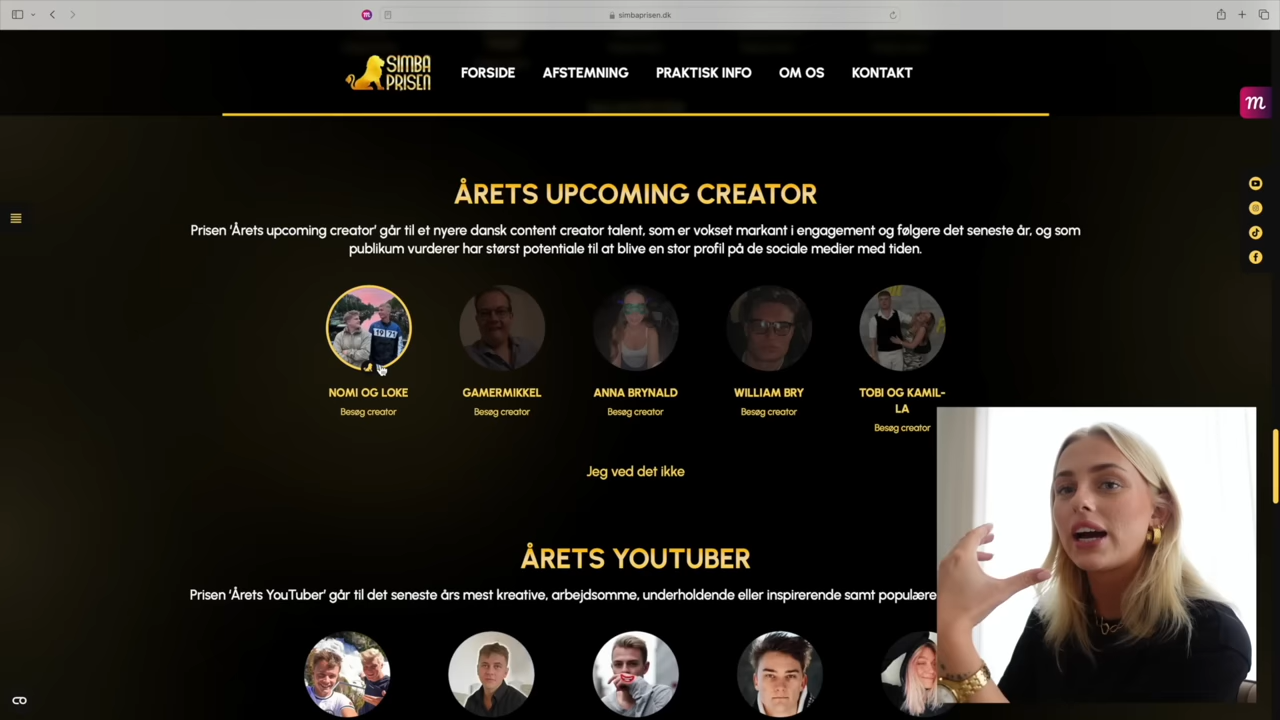 simbaprisen.dk
SIMBA
PRISEN
FORSIDE
AFSTEMNING
PRAKTISK INFO
OM OS
KONTAKT
m
ÅRETS UPCOMING CREATOR
Prisen ‘Årets upcoming creator’ går til et nyere dansk content creator talent, som er vokset markant i engagement og følgere det seneste år, og som
publikum vurderer har størst potentiale til at blive en stor profil på de sociale medier med tiden.
1971
NOMI OG LOKE
Besøg creator
GAMERMIKKEL
Besøg creator
ANNA BRYNALD
Besøg creator
WILLIAM BRY
Besøg creator
TOBI OG KAMIL-
LA
Besøg creator
Jeg ved det ikke
ÅRETS YOUTUBER
Prisen ‘Årets YouTuber’ går til det seneste års mest kreative, arbejdsomme, underholdende eller inspirerende samt populære